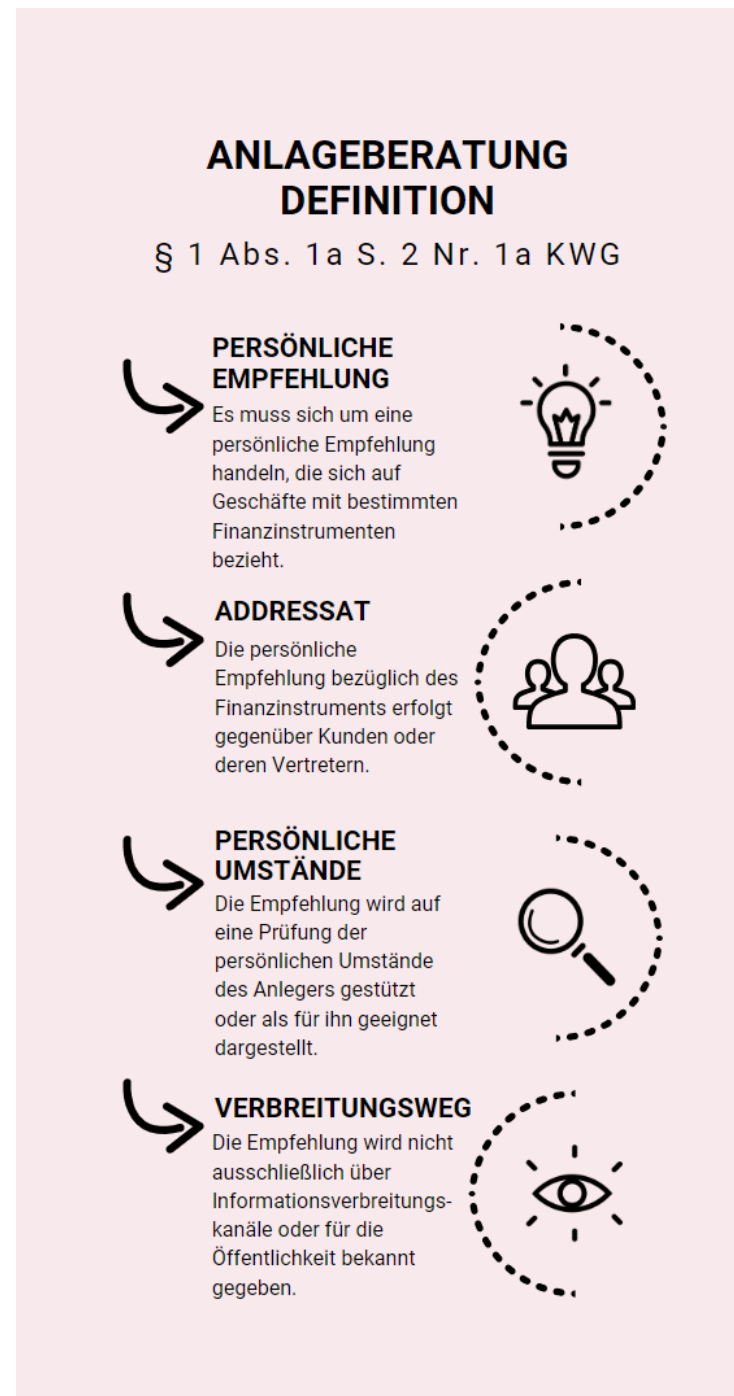 ANLAGEBERATUNG
DEFINITION
§ 1 Abs. 1a S. 2 Nr. 1a KWG
PERSÖNLICHE
EMPFEHLUNG
Es muss sich um eine
persönliche Empfehlung
handeln, die sich auf
Geschäfte mit bestimmten
Finanzinstrumenten
bezieht.
ADDRESSAT
Die persönliche
Empfehlung bezüglich des
Finanzinstruments erfolgt
gegenüber Kunden oder
deren Vertretern.
PERSÖNLICHE
UMSTÄNDE
Die Empfehlung wird auf
eine Prüfung der
persönlichen Umstände
des Anlegers gestützt
oder als für ihn geeignet
dargestellt.
VERBREITUNGSWEG
Die Empfehlung wird nicht
ausschließlich über
Informationsverbreitungs-
kanäle oder für die
Öffentlichkeit bekannt
gegeben.